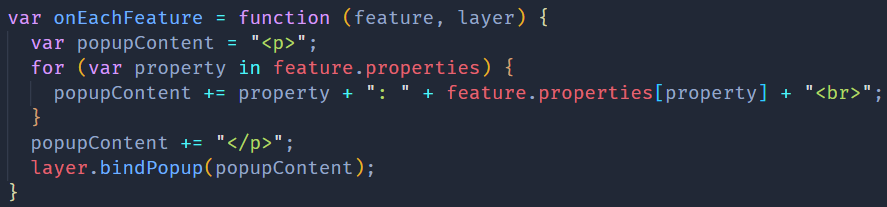 var onEachFeature = function (feature, layer) {
  var popupContent = "<p>";
  for (var property in feature.properties) {
    popupContent += property + ": " + feature.properties[property] + "<br>";
  }
  popupContent += "</p>";
  layer.bindPopup(popupContent);
}